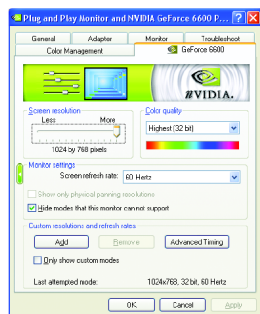 Plug and Play Monitor and NVIDIA GeForce 6600 P...
General Adapter Monitor Troubleshoot
Color Management GeForce 6600
NVIDIA.
Screen resolution
Less More
1024 by 768 pixels
Color quality
Highest (32 bit)
Monitor settings
Screen refresh rate: 60 Hertz
Show only physical panning resolutions
Hide modes that this monitor cannot support
Custom resolutions and refresh rates
Add Remove Advanced Timing
Only show custom modes
Last attempted mode: 1024x768, 32 bit, 60 Hertz
OK Cancel Apply